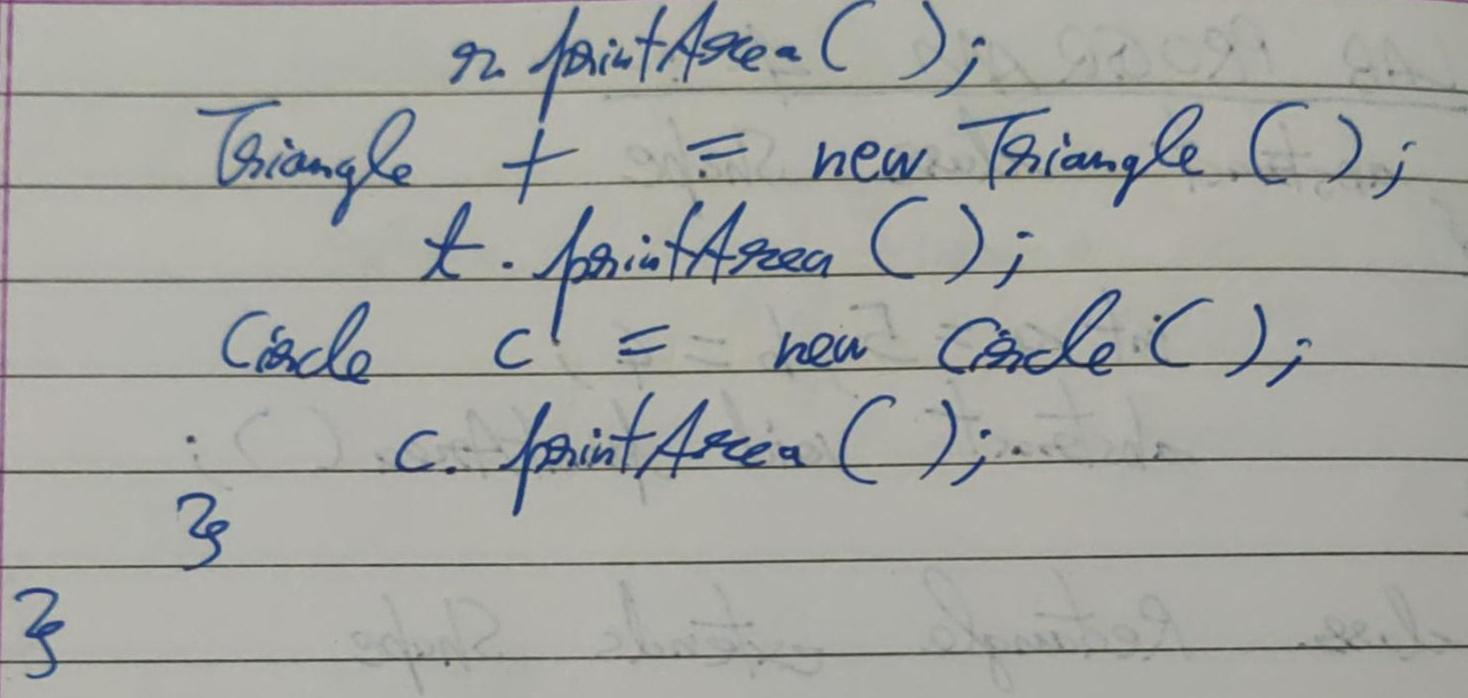 r.printArea();
Triangle t = new Triangle();
t.printArea();
Circle c = new Circle();
c.printArea();
}
}